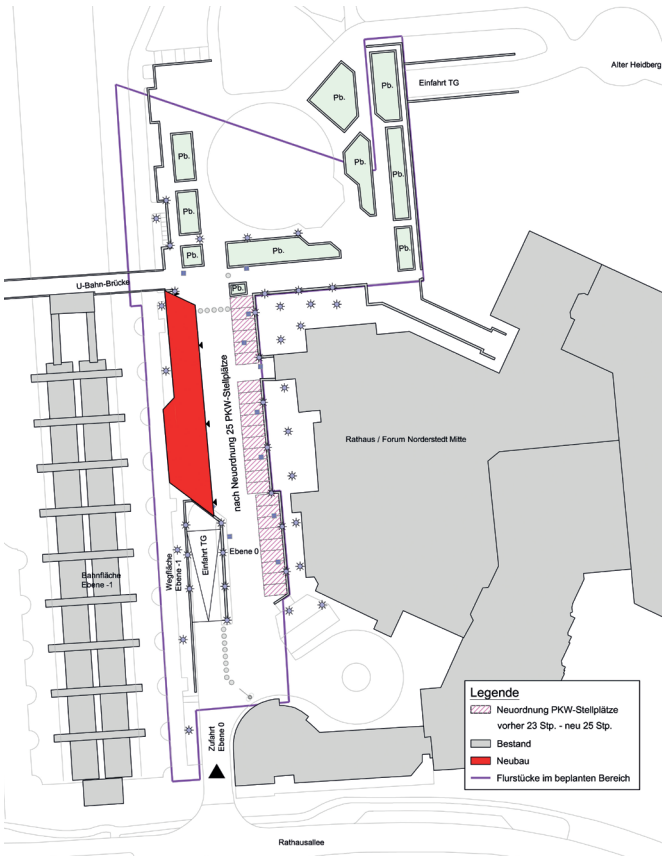 Alter Heidberg
Einfahrt TG
Pb.
Pb.
Pb.
Pb.
Pb.
Pb.
Pb.
Pb.
Pb.
Pb.
U-Bahn-Brücke
Pb.
nach Neuordnung 25 PKW-Stellplätze
Rathaus / Forum Norderstedt Mitte
Ebene 0
Einfahrt TG
Wegfläche
Ebene -1
Bahnfläche
Ebene -1
Zufahrt
Ebene 0
Legende
Neuordnung PKW-Stellplätze
vorher 23 Stp. - neu 25 Stp.
Bestand
Neubau
Flurstücke im beplanten Bereich
Rathausallee